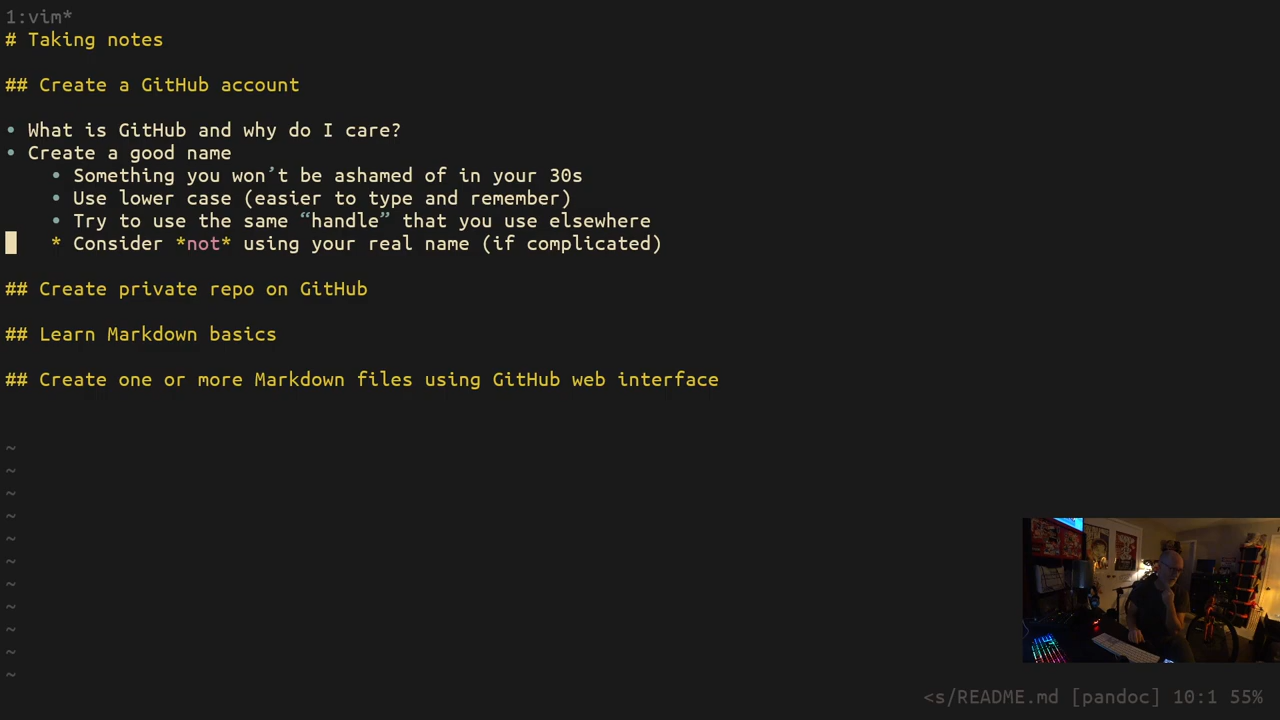 1:vim*
# Taking notes
## Create a GitHub account
• What is GitHub and why do I care?
• Create a good name
• Something you won’t be ashamed of in your 30s
• Use lower case (easier to type and remember)
• Try to use the same “handle” that you use elsewhere
* Consider *not* using your real name (if complicated)
## Create private repo on GitHub
## Learn Markdown basics
## Create one or more Markdown files using GitHub web interface
~
~
~
~
~
~
~
~
~
~
~
<s/README.md [pandoc] 10:1 55%